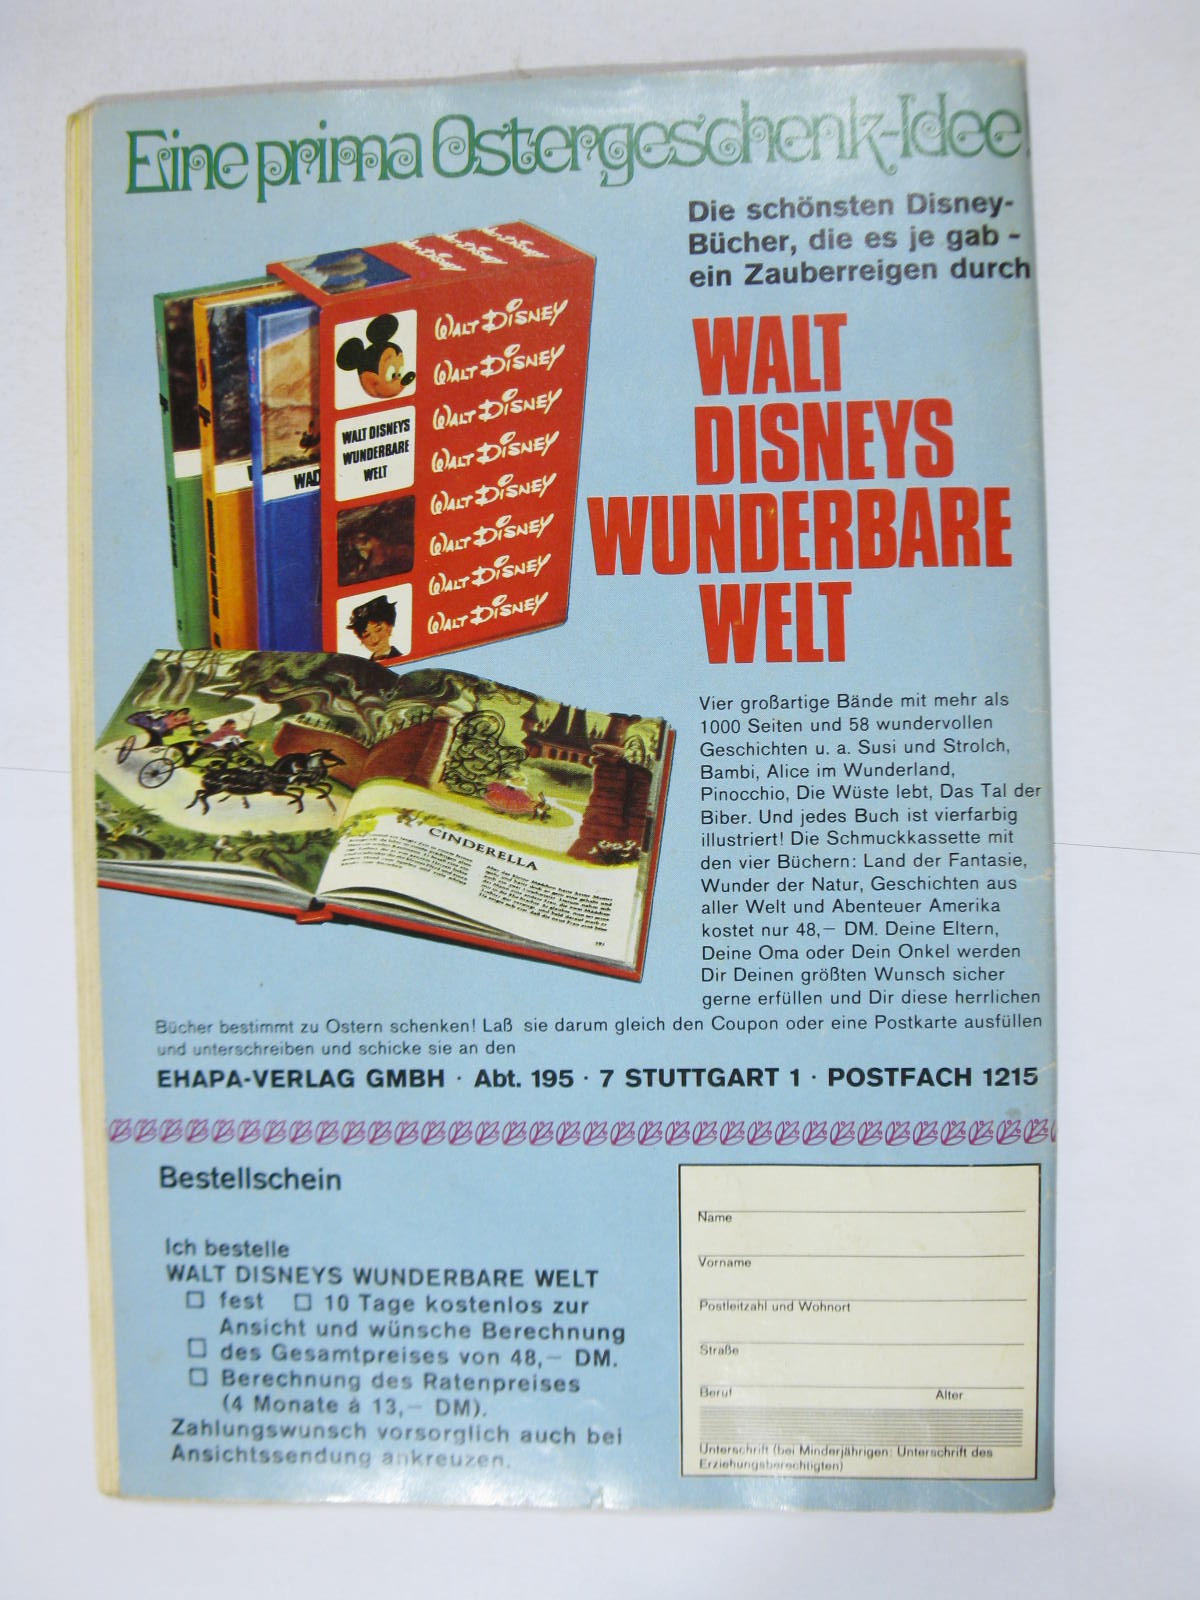 Eine prima Ostergeschenk-Idee.
Die schönsten Disney-
Bücher, die es je gab –
ein Zauberreigen durch
WALT
DISNEYS
WUNDERBARE
WELT
Walt Disney
Walt Disney
Walt Disney
WALT DISNEY
WALT DISNEY
WALT DISNEY
WALT DISNEY
WALT DISNEY
WALT DISNEY
WALT DISNEY
WALT DISNEY
WALT DISNEYS
WUNDERBARE
WELT
CINDERELLA
Vier großartige Bände mit mehr als
1000 Seiten und 58 wundervollen
Geschichten u. a. Susi und Strolch,
Bambi, Alice im Wunderland,
Pinocchio, Die Wüste lebt, Das Tal der
Biber. Und jedes Buch ist vierfarbig
illustriert! Die Schmuckkassette mit
den vier Büchern: Land der Fantasie,
Wunder der Natur, Geschichten aus
aller Welt und Abenteuer Amerika
kostet nur 48,– DM. Deine Eltern,
Deine Oma oder Dein Onkel werden
Dir Deinen größten Wunsch sicher
gerne erfüllen und Dir diese herrlichen
Bücher bestimmt zu Ostern schenken! Laß sie darum gleich den Coupon oder eine Postkarte ausfüllen
und unterschreiben und schicke sie an den
EHAPA-VERLAG GMBH · Abt. 195 · 7 STUTTGART 1 · POSTFACH 1215
Bestellschein
Ich bestelle
WALT DISNEYS WUNDERBARE WELT
☐ fest ☐ 10 Tage kostenlos zur
Ansicht und wünsche Berechnung
☐ des Gesamtpreises von 48,– DM.
☐ Berechnung des Ratenpreises
(4 Monate à 13,– DM).
Zahlungswunsch vorsorglich auch bei
Ansichtssendung ankreuzen.
Name
Vorname
Postleitzahl und Wohnort
Straße
Beruf Alter
Unterschrift (bei Minderjährigen: Unterschrift des
Erziehungsberechtigten)